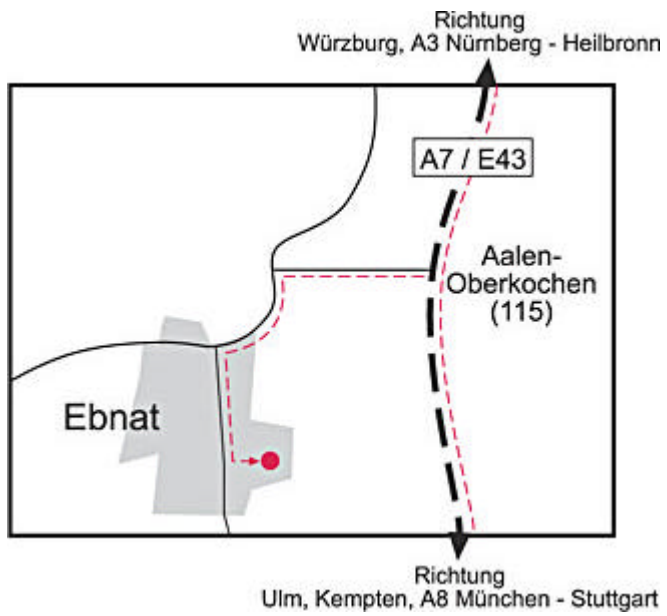 Richtung
Würzburg, A3 Nürnberg - Heilbronn
A7 / E43
Aalen-
Oberkochen
(115)
Ebnat
Richtung
Ulm, Kempten, A8 München - Stuttgart